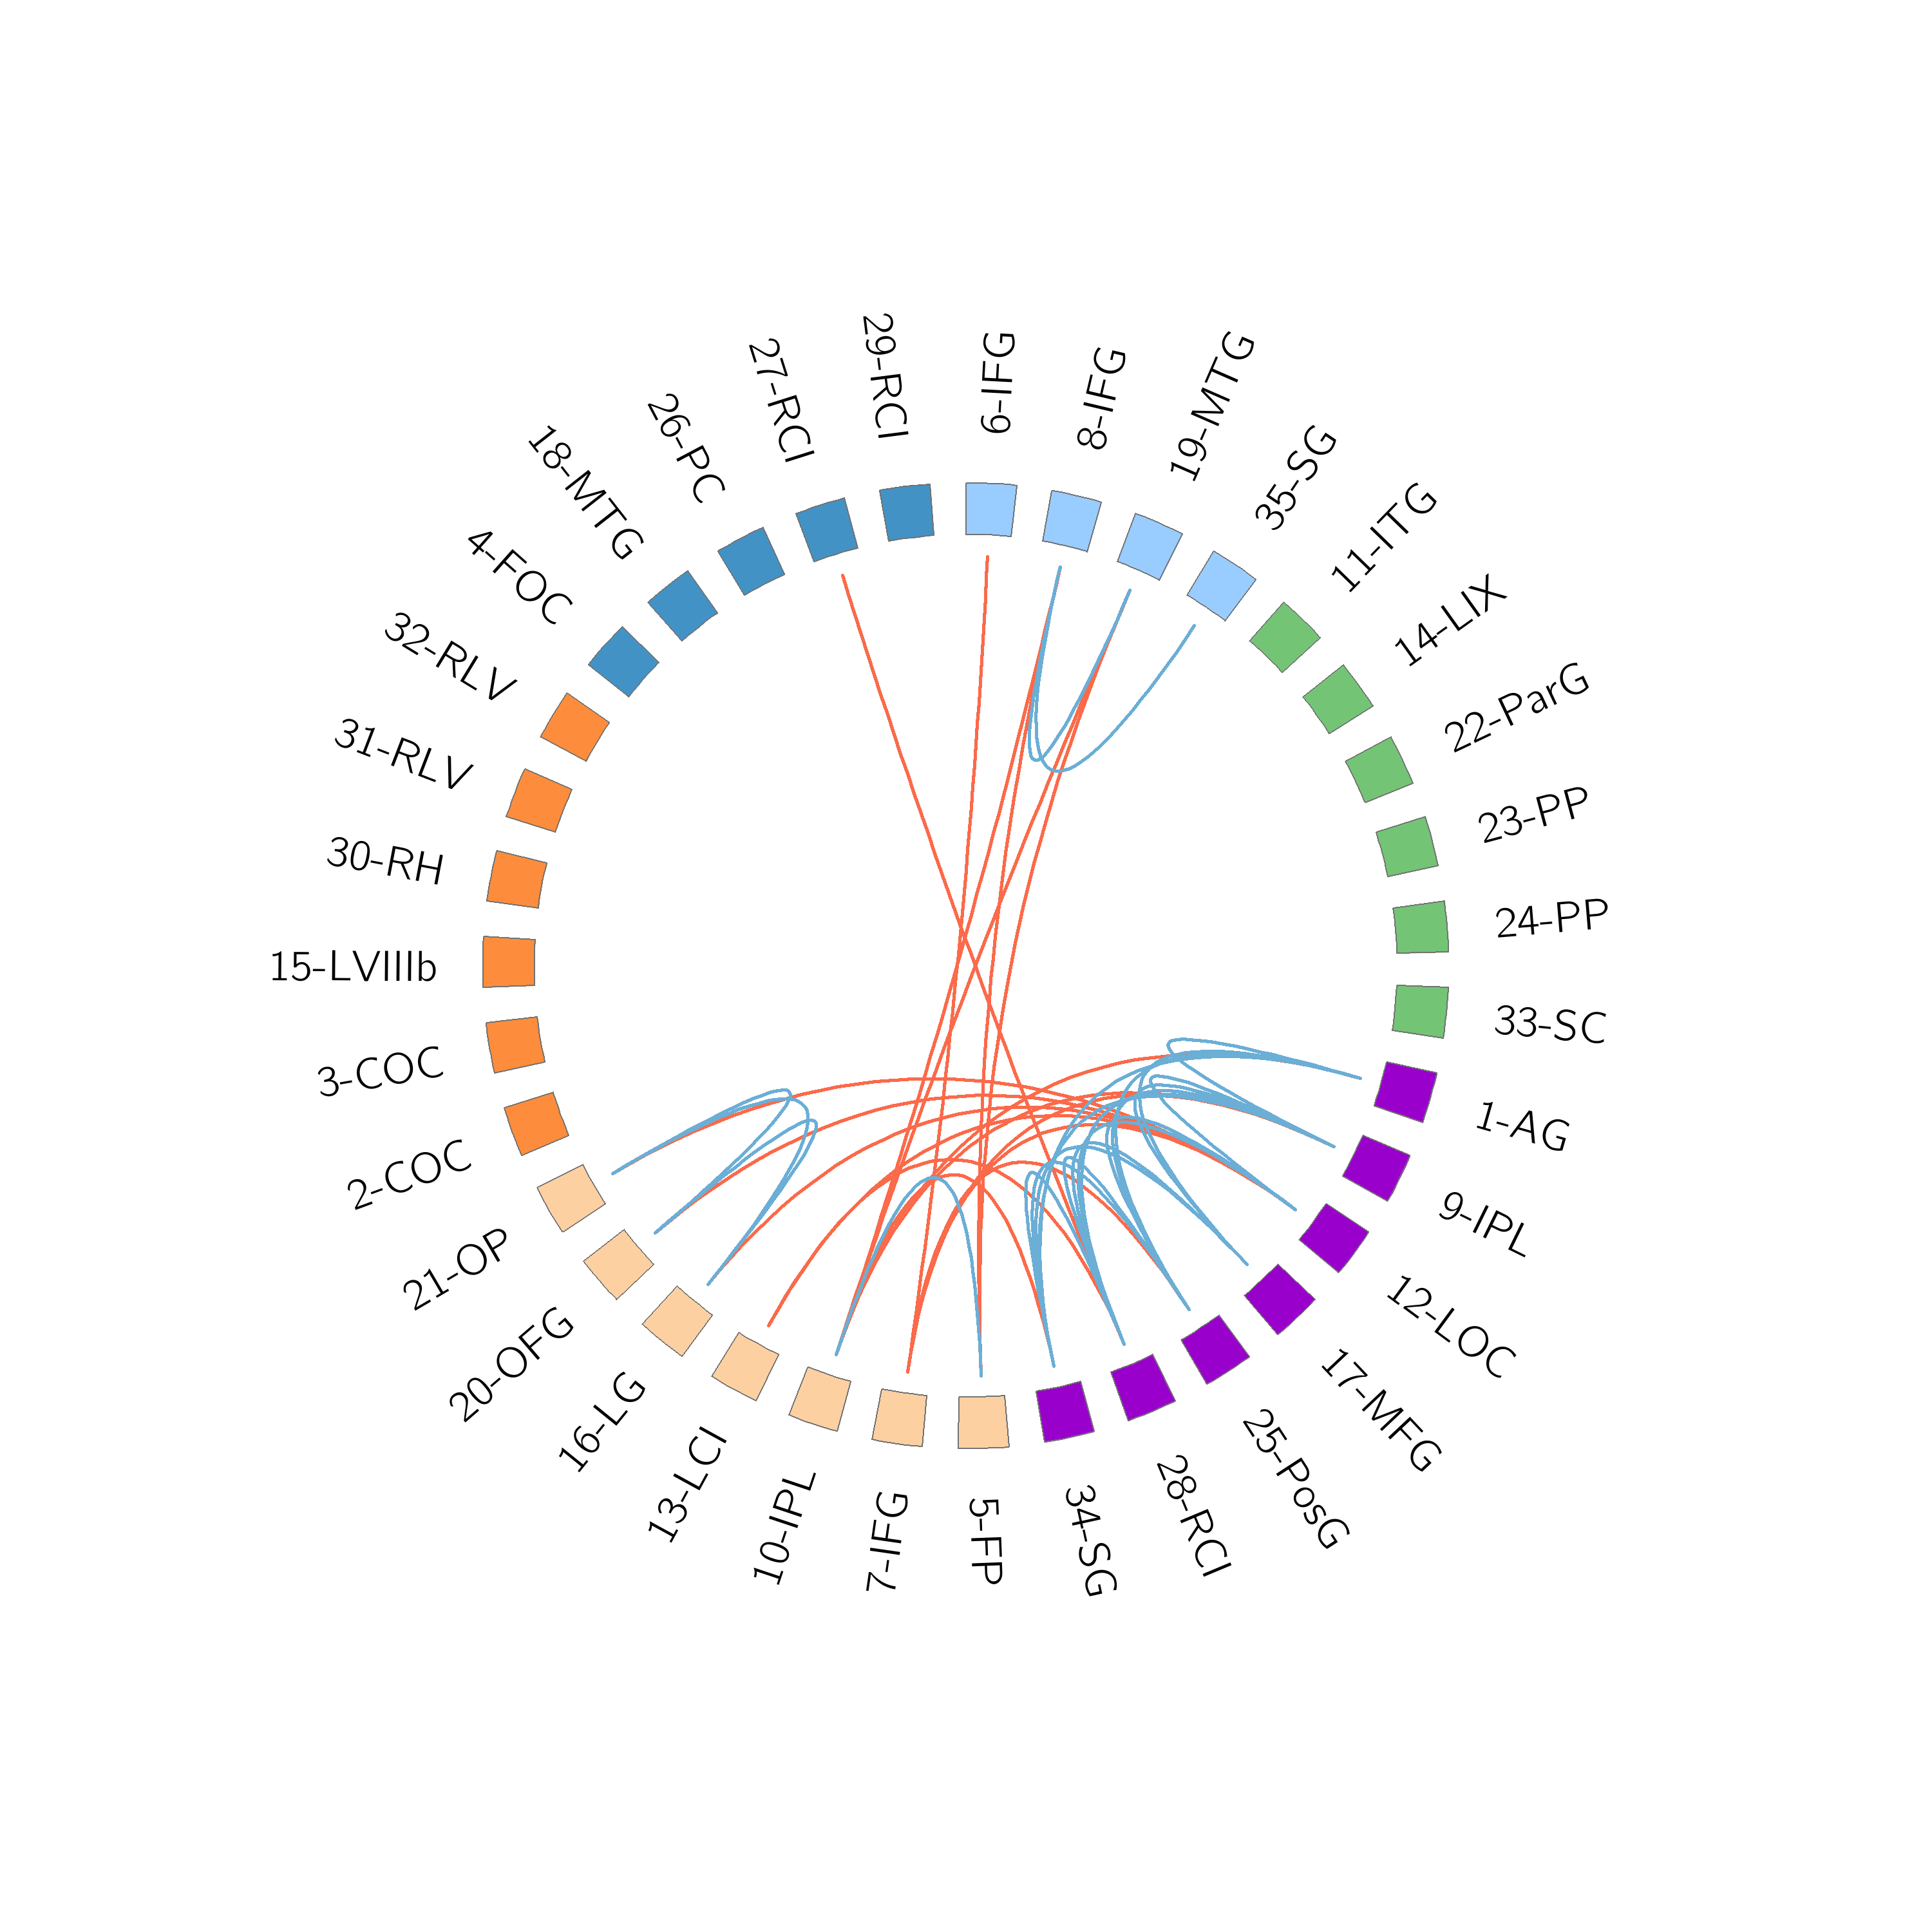 6-IFG
8-IFG
19-MTG
35-SG
11-ITG
14-LIX
22-ParG
23-PP
24-PP
33-SC
1-AG
9-IPL
12-LOC
17-MFG
25-PosG
28-RCI
34-SG
5-FP
7-IFG
10-IPL
13-LCI
16-LG
20-OFG
21-OP
2-COC
3-COC
15-LVIIIIb
30-RH
31-RLV
32-RLV
4-FOC
18-MTG
26-PC
27-RCI
29-RCI